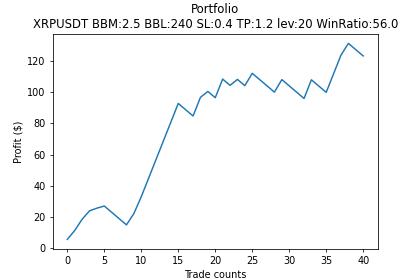 Portfolio
XRPUSDT BBM:2.5 BBL:240 SL:0.4 TP:1.2 lev:20 WinRatio:56.0
120
100
80
60
40
20
0
Profit ($)
0 5 10 15 20 25 30 35 40
Trade counts